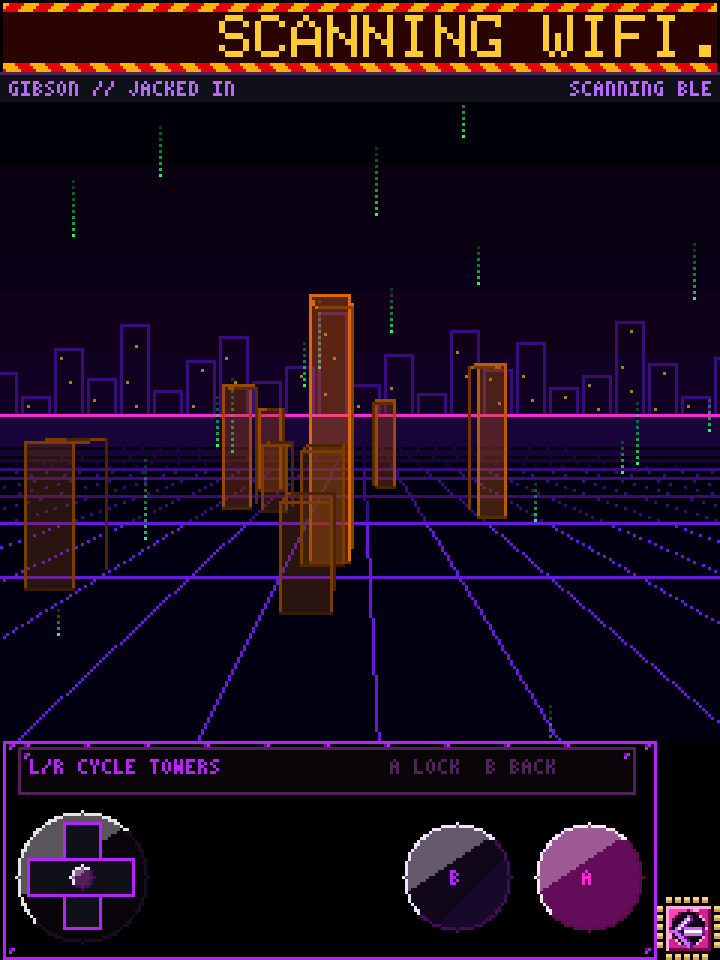 SCANNING WIFI.
GIBSON // JACKED IN
SCANNING BLE
L/R CYCLE TOWERS
A LOCK B BACK
B
A